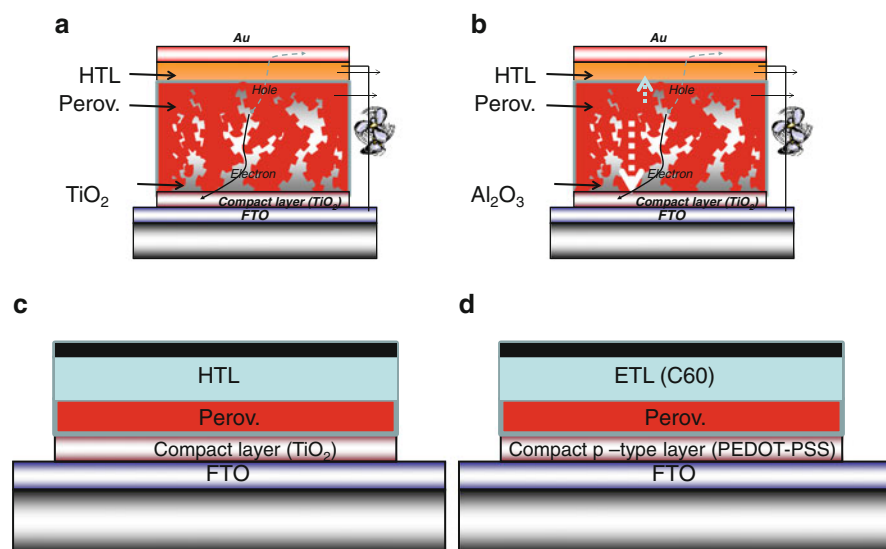 a
Au
HTL
Hole
Perov.
Electron
TiO₂
Compact layer (TiO₂)
FTO
b
Au
HTL
Hole
Perov.
Electron
Al₂O₃
Compact layer (TiO₂)
FTO
c
HTL
Perov.
Compact layer (TiO₂)
FTO
d
ETL (C60)
Perov.
Compact p –type layer (PEDOT-PSS)
FTO